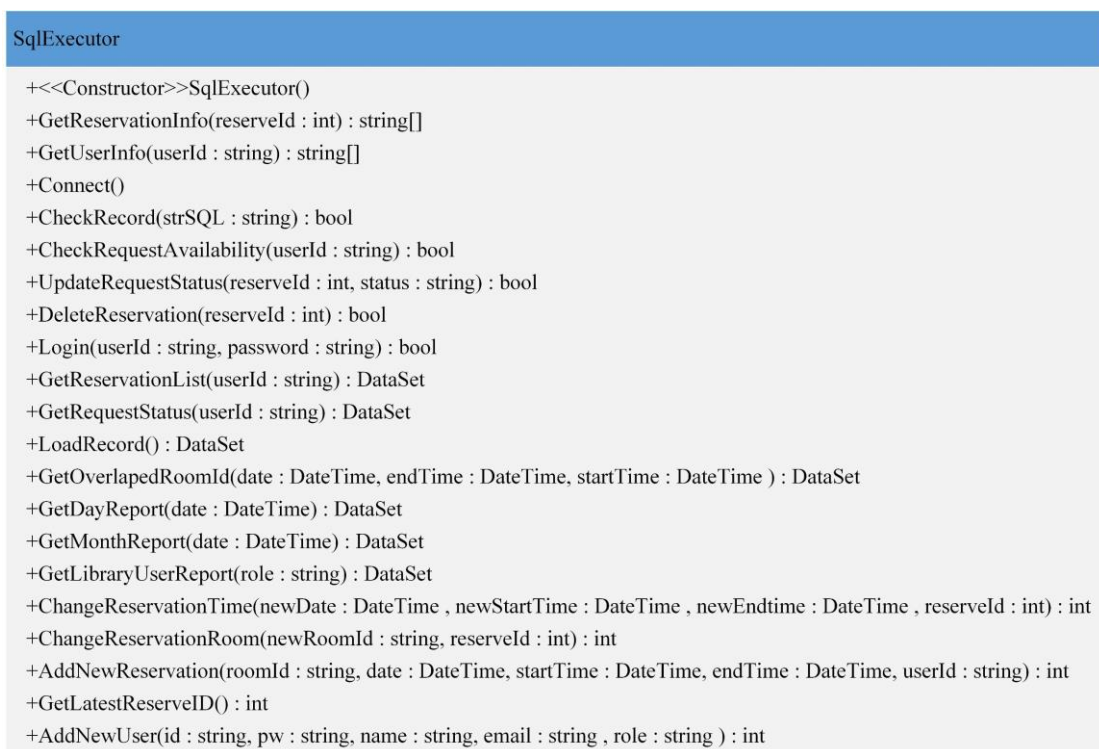 SqlExecutor
+<<Constructor>>SqlExecutor()
+GetReservationInfo(reserveId : int) : string[]
+GetUserInfo(userId : string) : string[]
+Connect()
+CheckRecord(strSQL : string) : bool
+CheckRequestAvailability(userId : string) : bool
+UpdateRequestStatus(reserveId : int, status : string) : bool
+DeleteReservation(reserveId : int) : bool
+Login(userId : string, password : string) : bool
+GetReservationList(userId : string) : DataSet
+GetRequestStatus(userId : string) : DataSet
+LoadRecord() : DataSet
+GetOverlapedRoomId(date : DateTime, endTime : DateTime, startTime : DateTime ) : DataSet
+GetDayReport(date : DateTime) : DataSet
+GetMonthReport(date : DateTime) : DataSet
+GetLibraryUserReport(role : string) : DataSet
+ChangeReservationTime(newDate : DateTime , newStartTime : DateTime , newEndtime : DateTime , reserveId : int) : int
+ChangeReservationRoom(newRoomId : string, reserveId : int) : int
+AddNewReservation(roomId : string, date : DateTime, startTime : DateTime, endTime : DateTime, userId : string) : int
+GetLatestReserveID() : int
+AddNewUser(id : string, pw : string, name : string, email : string , role : string ) : int